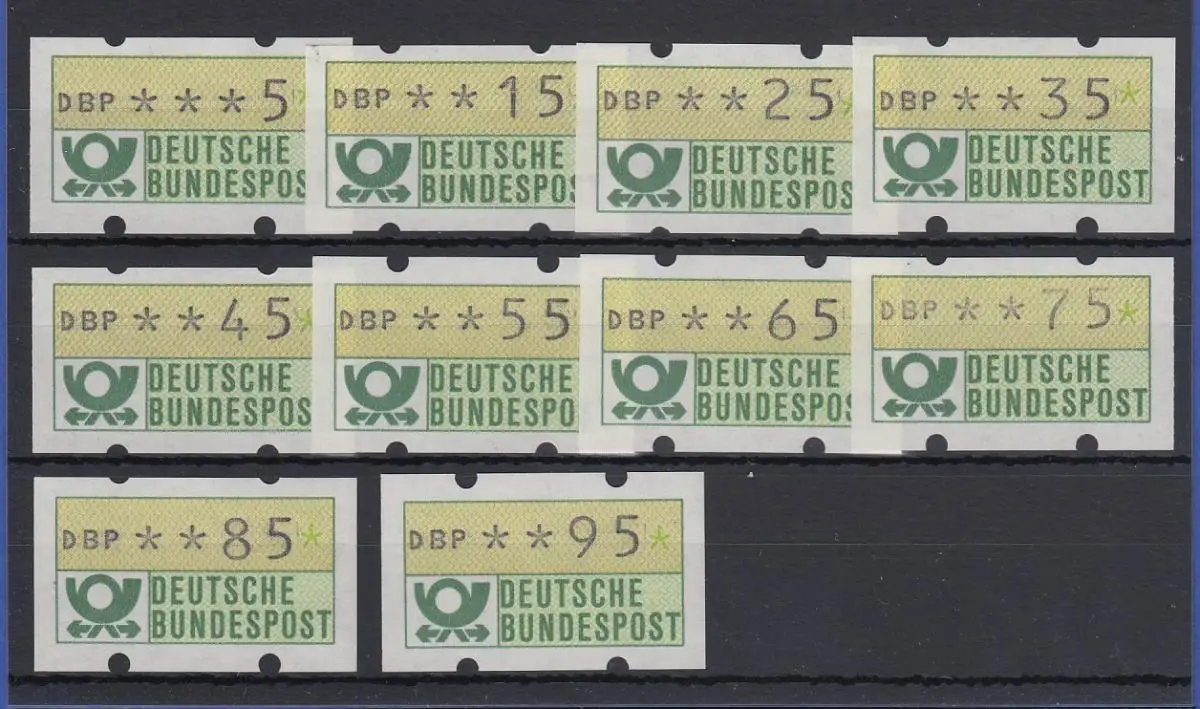 DBP ***5
DEUTSCHE
BUNDESPOS
DBP **15
DEUTSCHE
BUNDESPOS
DBP **25*
DEUTSCHE
BUNDESPOS
DBP **35*
DEUTSCHE
BUNDESPOST
DBP **45*
DEUTSCHE
BUNDESPOS
DBP **55
DEUTSCHE
BUNDESPO
DBP **65
DEUTSCHE
BUNDESPOS
DBP **75*
DEUTSCHE
BUNDESPOST
DBP **85*
DEUTSCHE
BUNDESPOST
DBP **95*
DEUTSCHE
BUNDESPOST